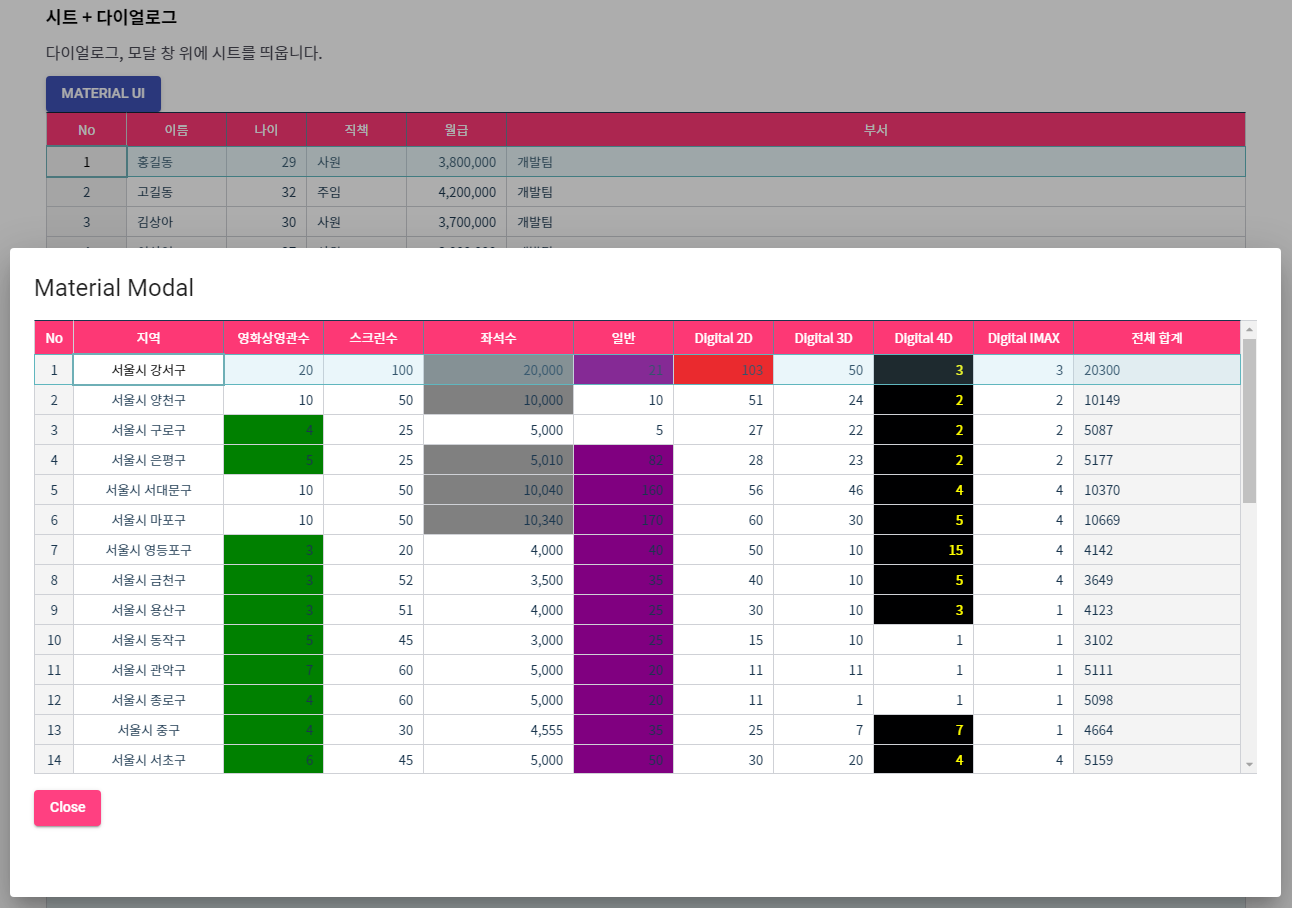 시트 + 다이얼로그
다이얼로그, 모달 창 위에 시트를 띄웁니다.
MATERIAL UI
No 이름 나이 직책 월급 부서
1 홍길동 29 사원 3,800,000 개발팀
2 고길동 32 주임 4,200,000 개발팀
3 김상아 30 사원 3,700,000 개발팀
Material Modal
No 지역 영화상영관수 스크린수 좌석수 일반 Digital 2D Digital 3D Digital 4D Digital IMAX 전체 합계
1 서울시 강서구 20 100 20,000 103 50 3 3 20300
2 서울시 양천구 10 50 10,000 10 51 24 2 2 10149
3 서울시 구로구 4 25 5,000 5 27 22 2 2 5087
4 서울시 은평구 5 25 5,010 28 23 2 2 5177
5 서울시 서대문구 10 50 10,040 56 46 4 4 10370
6 서울시 마포구 10 50 10,340 60 30 5 4 10669
7 서울시 영등포구 3 20 4,000 50 10 15 4 4142
8 서울시 금천구 3 52 3,500 40 10 5 4 3649
9 서울시 용산구 3 51 4,000 30 10 3 1 4123
10 서울시 동작구 5 45 3,000 15 10 1 1 3102
11 서울시 관악구 7 60 5,000 11 11 1 1 5111
12 서울시 종로구 4 60 5,000 11 1 1 1 5098
13 서울시 중구 4 30 4,555 25 7 7 1 4664
14 서울시 서초구 6 45 5,000 30 20 4 4 5159
Close